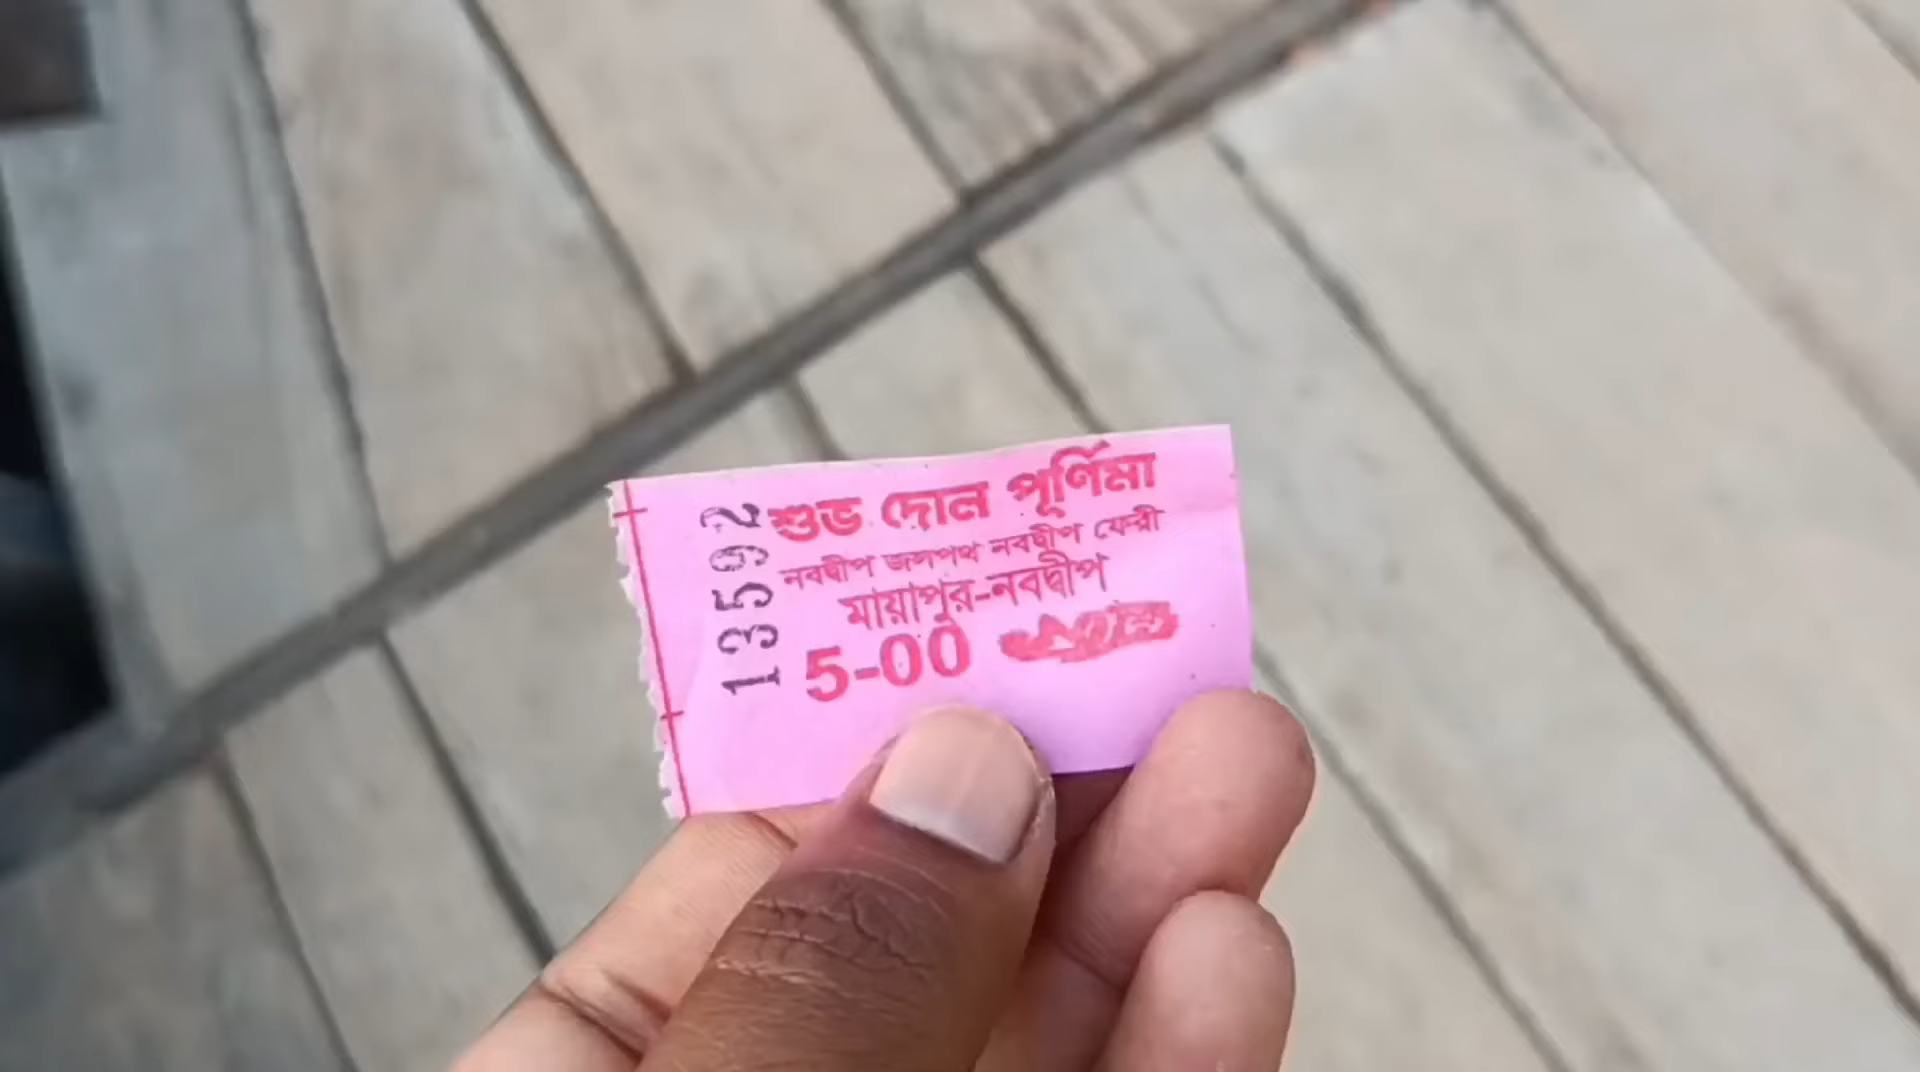 শুভ দোল পূর্ণিমা
নবদ্বীপ জলপথ নবদ্বীপ ফেরী
মায়াপুর-নবদ্বীপ
5-00
13592